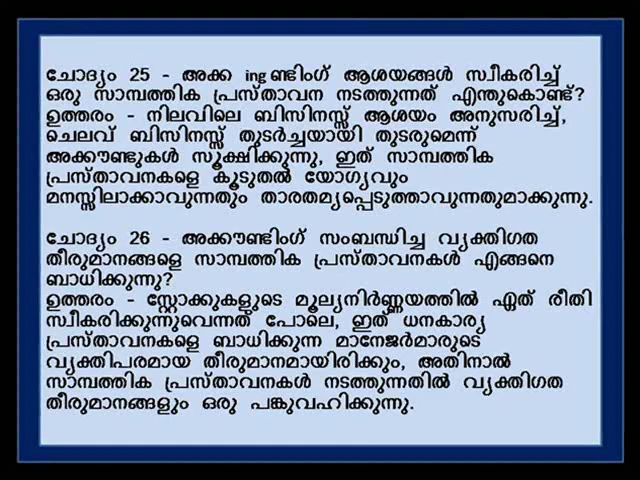 ചോദ്യം 25 - അക്ക ing ണ്ടിംഗ് ആശയങ്ങൾ സ്വീകരിച്ച്
ഒരു സാമ്പത്തിക പ്രസ്താവന നടത്തുന്നത് എന്തുകൊണ്ട്?
ഉത്തരം - നിലവിലെ ബിസിനസ്സ് ആശയം അനുസരിച്ച്,
ചെലവ് ബിസിനസ്സ് തുടർച്ചയായി തുടരുമെന്ന്
അക്കൗണ്ടുകൾ സൂക്ഷിക്കുന്നു, ഇത് സാമ്പത്തിക
പ്രസ്താവനകളെ കൂടുതൽ യോഗ്യവും
മനസ്സിലാക്കാവുന്നതും താരതമ്യപ്പെടുത്താവുന്നതുമാക്കുന്നു.
ചോദ്യം 26 - അക്കൗണ്ടിംഗ് സംബന്ധിച്ച വ്യക്തിഗത
തീരുമാനങ്ങളെ സാമ്പത്തിക പ്രസ്താവനകൾ എങ്ങനെ
ബാധിക്കുന്നു?
ഉത്തരം - സ്റ്റോക്കുകളുടെ മൂല്യനിർണ്ണയത്തിൽ ഏത് രീതി
സ്വീകരിക്കുന്നുവെന്നത് പോലെ, ഇത് ധനകാര്യ
പ്രസ്താവനകളെ ബാധിക്കുന്ന മാനേജർമാരുടെ
വ്യക്തിപരമായ തീരുമാനമായിരിക്കും, അതിനാൽ
സാമ്പത്തിക പ്രസ്താവനകൾ നടത്തുന്നതിൽ വ്യക്തിഗത
തീരുമാനങ്ങളും ഒരു പങ്കുവഹിക്കുന്നു.